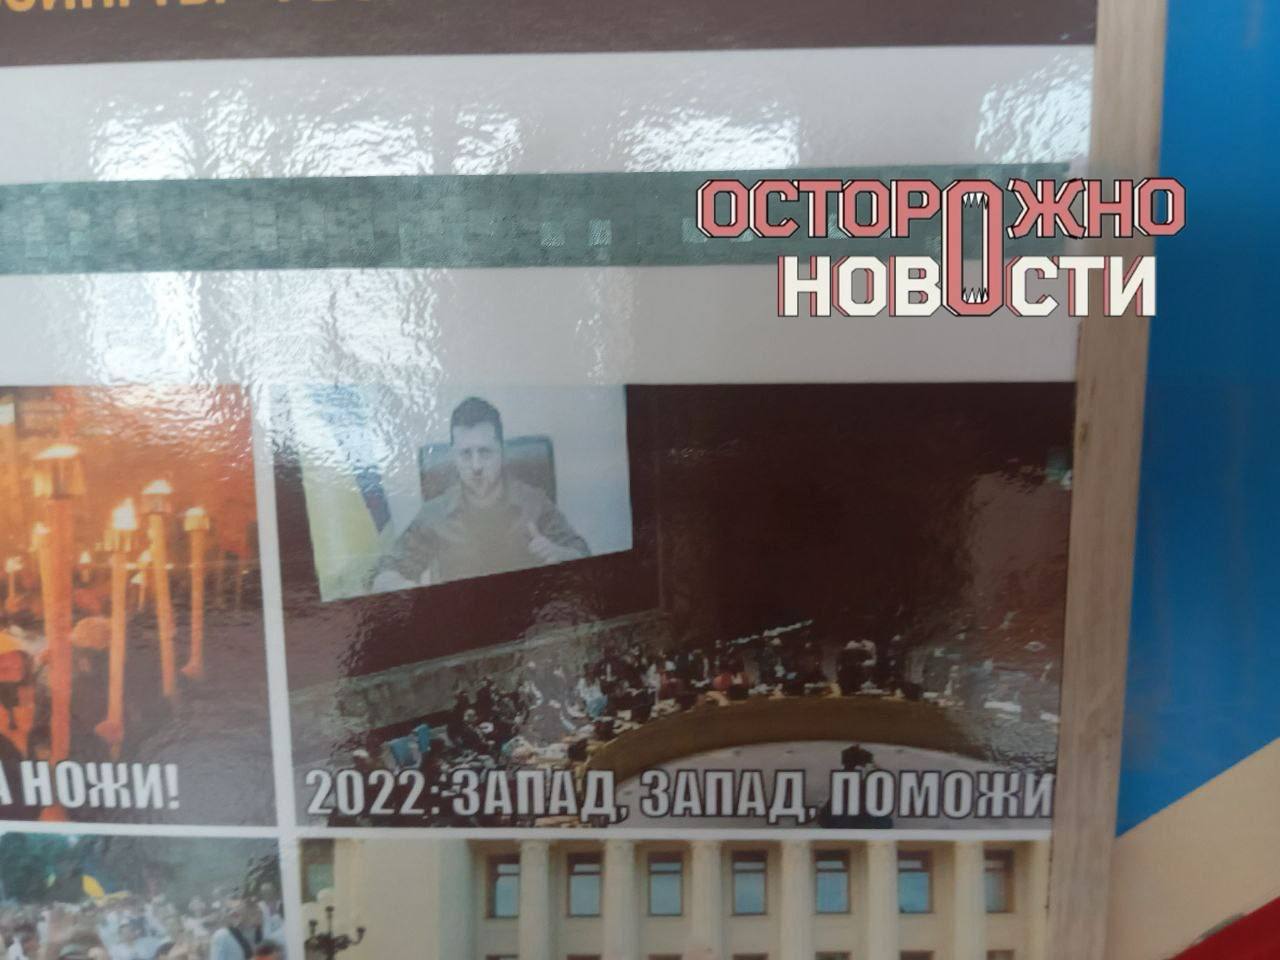 ОСТОРОЖНО
НОВОСТИ
НОЖИ!
2022: ЗАПАД, ЗАПАД, ПОМОЖИ